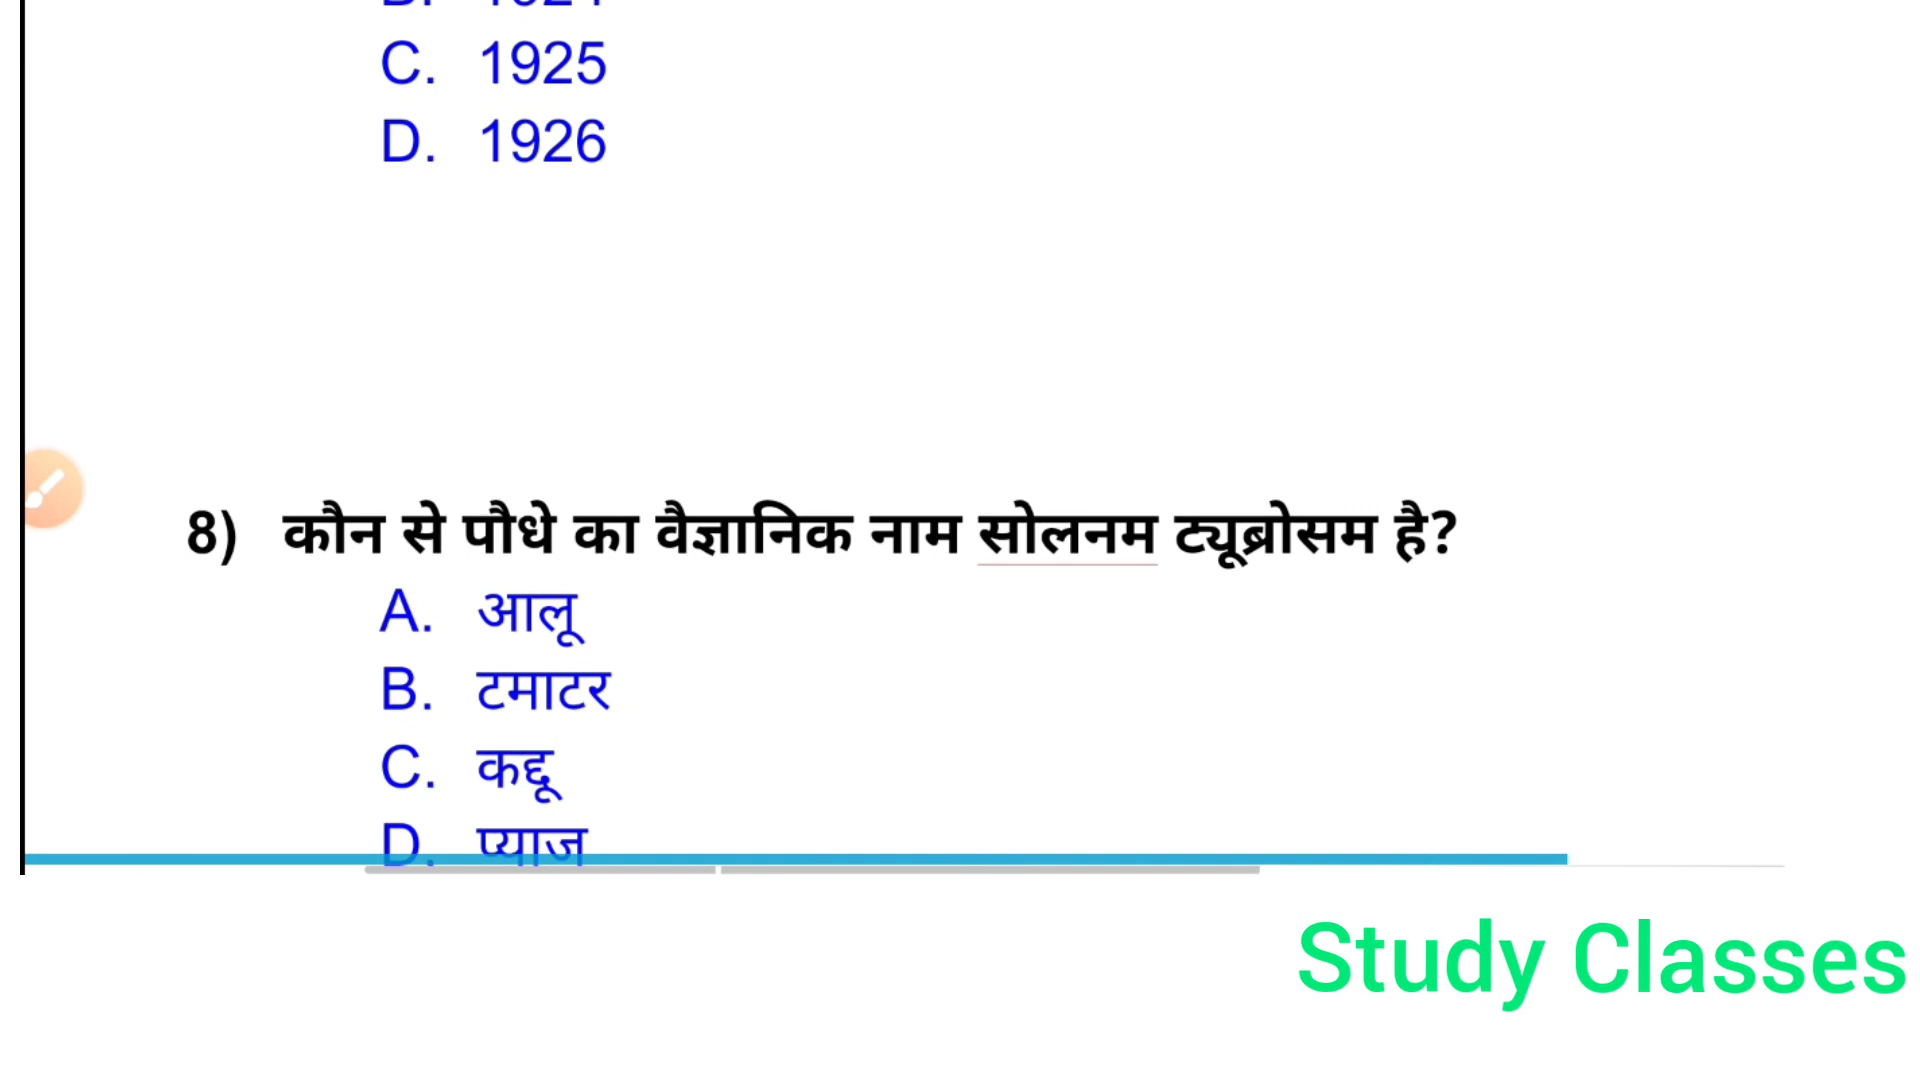 C. 1925
D. 1926
8) कौन से पौधे का वैज्ञानिक नाम सोलनम ट्यूब्रोसम है?
A. आलू
B. टमाटर
C. कद्दू
D. प्याज
Study Classes